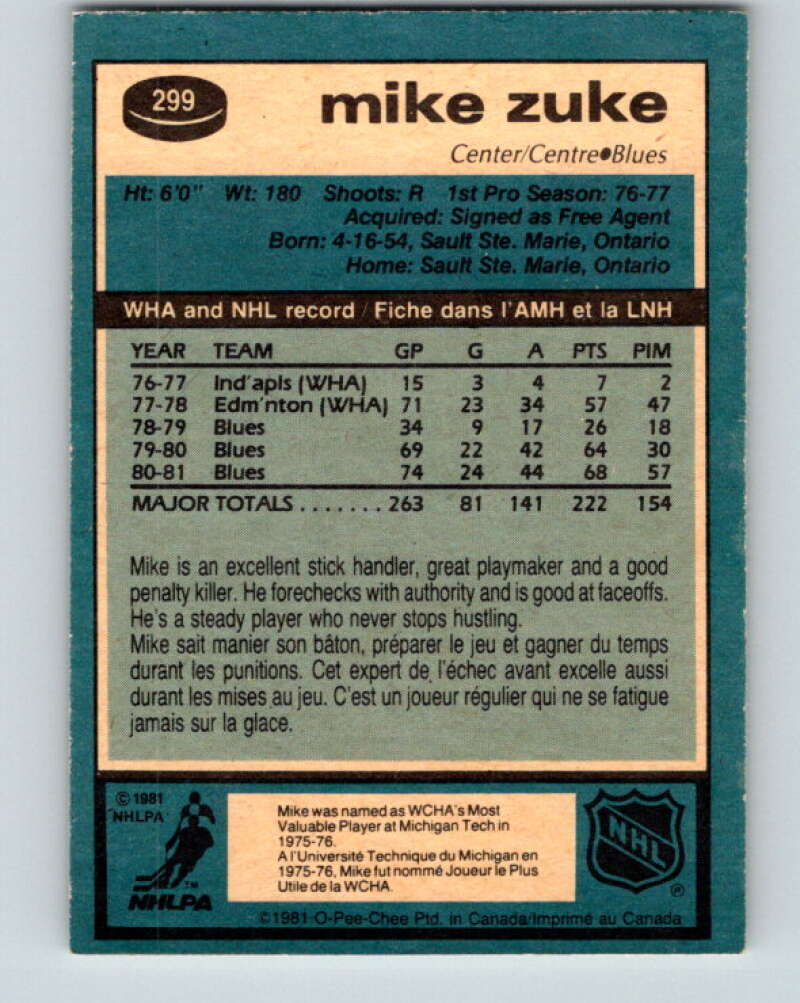 299
mike zuke
Center/Centre●Blues
Ht: 6'0" Wt: 180 Shoots: R 1st Pro Season: 76-77
Acquired: Signed as Free Agent
Born: 4-16-54, Sault Ste. Marie, Ontario
Home: Sault Ste. Marie, Ontario
WHA and NHL record / Fiche dans l'AMH et la LNH
YEAR TEAM GP G A PTS PIM
76-77 Ind'apls (WHA) 15 3 4 7 2
77-78 Edm'nton (WHA) 71 23 34 57 47
78-79 Blues 34 9 17 26 18
79-80 Blues 69 22 42 64 30
80-81 Blues 74 24 44 68 57
MAJOR TOTALS ....... 263 81 141 222 154
Mike is an excellent stick handler, great playmaker and a good
penalty killer. He forechecks with authority and is good at faceoffs.
He's a steady player who never stops hustling.
Mike sait manier son bâton, préparer le jeu et gagner du temps
durant les punitions. Cet expert de l'échec avant excelle aussi
durant les mises au jeu. C'est un joueur régulier qui ne se fatigue
jamais sur la glace.
© 1981
NHLPA
TM
NHLPA
Mike was named as WCHA's Most
Valuable Player at Michigan Tech in
1975-76.
A l'Université Technique du Michigan en
1975-76, Mike fut nommé Joueur le Plus
Utile de la WCHA.
NHL
®
©1981 O-Pee-Chee Ptd. in Canada/Imprimé au Canada